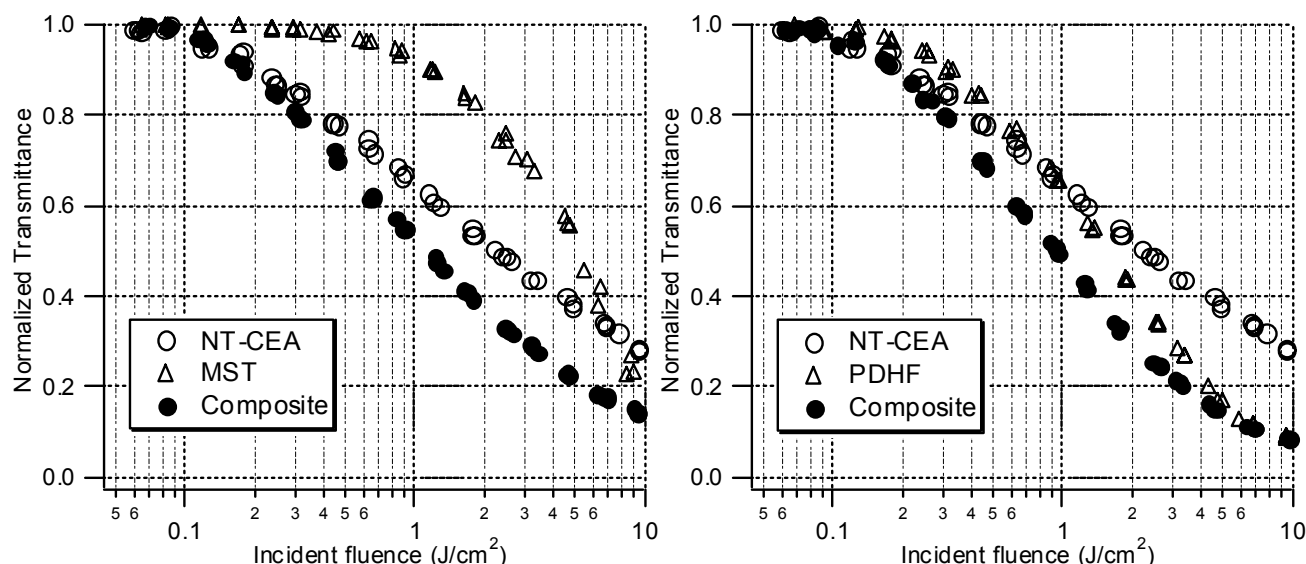 Normalized Transmittance
1.0
0.8
0.6
0.4
0.2
0.0
NT-CEA
MST
Composite
5 6 0.1 2 3 4 5 6 1 2 3 4 5 6 10
Incident fluence (J/cm²)
Normalized Transmittance
1.0
0.8
0.6
0.4
0.2
0.0
NT-CEA
PDHF
Composite
5 6 0.1 2 3 4 5 6 1 2 3 4 5 6 10
Incident fluence (J/cm²)